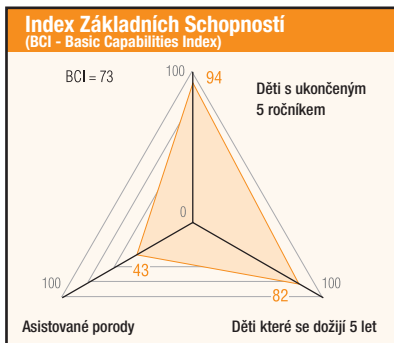 Index Základních Schopností
(BCI - Basic Capabilities Index)
BCI = 73
100
94
Děti s ukončeným
5 ročníkem
0
43
100
82
100
Asistované porody
Děti které se dožijí 5 let